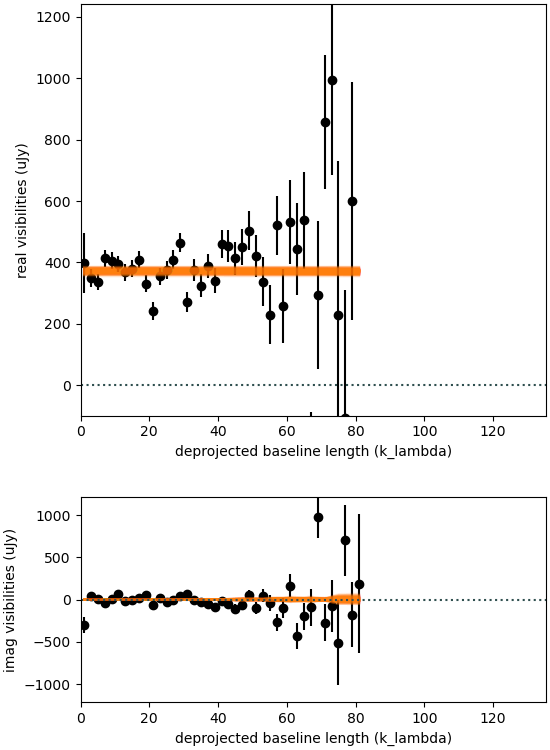 1200
1000
800
600
400
200
0
real visibilities (uJy)
0 20 40 60 80 100 120
deprojected baseline length (k_lambda)
1000
500
0
−500
−1000
imag visibilities (uJy)
0 20 40 60 80 100 120
deprojected baseline length (k_lambda)